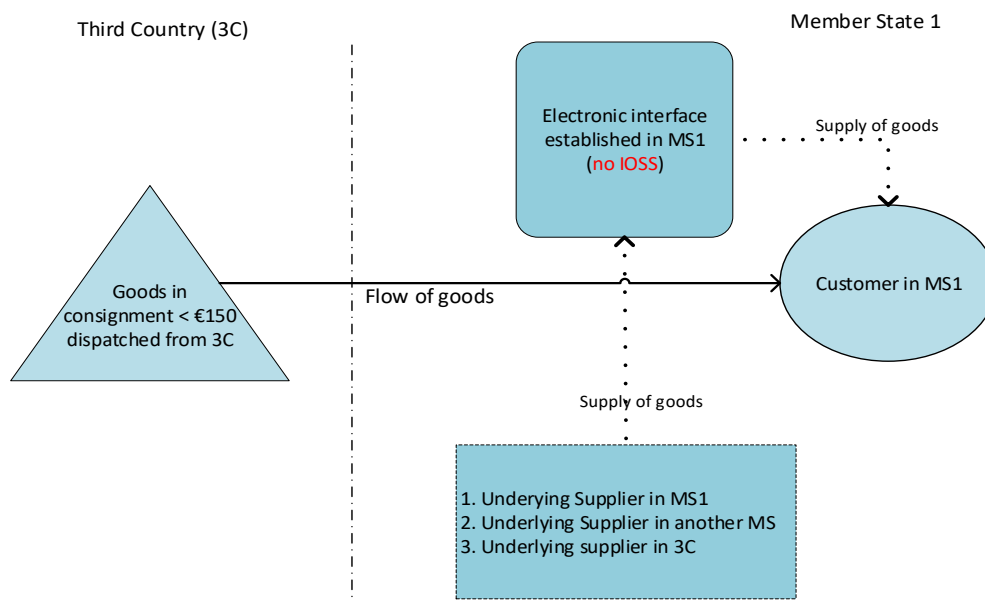 Third Country (3C)
Member State 1
Electronic interface
established in MS1
(no IOSS)
Supply of goods
Goods in
consignment < €150
dispatched from 3C
Flow of goods
Customer in MS1
Supply of goods
1. Underying Supplier in MS1
2. Underlying Supplier in another MS
3. Underlying supplier in 3C